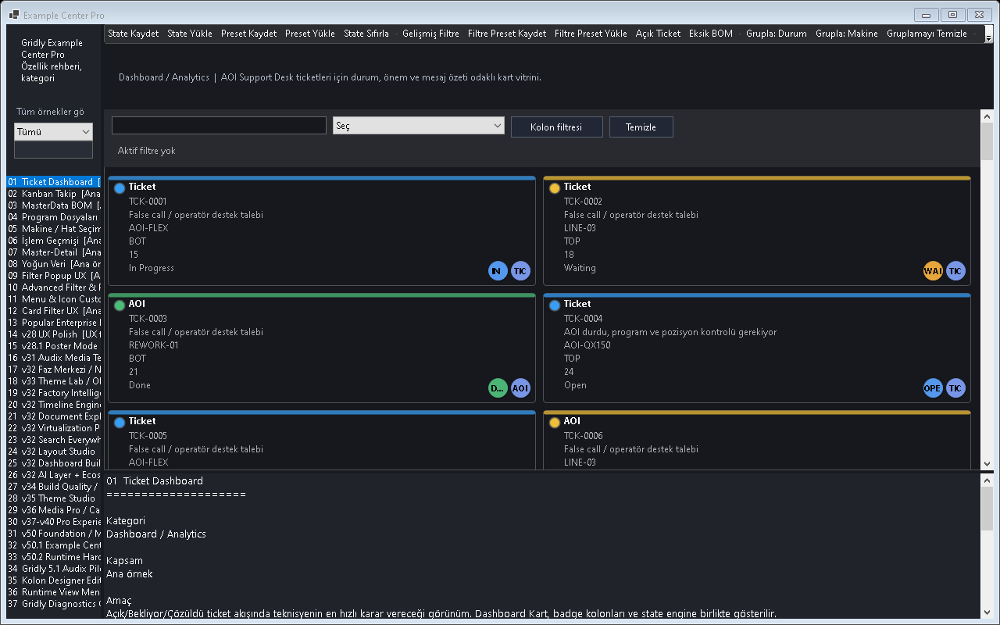 Example Center Pro
State Kaydet State Yükle Preset Kaydet Preset Yükle State Sıfırla Gelişmiş Filtre Filtre Preset Kaydet Filtre Preset Yükle Açık Ticket Eksik BOM Grupla: Durum Grupla: Makine Gruplamayı Temizle
Gridly Example
Center Pro
Özellik rehberi,
kategori
Tüm örnekler gö
Tümü
01 Ticket Dashboard [
02 Kanban Takip [Ana
03 MasterData BOM [
04 Program Dosyaları
05 Makine / Hat Seçim
06 İşlem Geçmişi [Ana
07 Master-Detail [Ana
08 Yoğun Veri [Ana ör
09 Filter Popup UX [A
10 Advanced Filter &
11 Menu & Icon Custo
12 Card Filter UX [Ana
13 Popular Enterprise
14 v28 UX Polish [UX
15 v28.1 Poster Mode
16 v31 Audix Media Te
17 v32 Faz Merkezi / N
18 v33 Theme Lab /
19 v32 Factory Intellig
20 v32 Timeline Engin
21 v32 Document Expl
22 v32 Virtualization P
23 v32 Search Everywh
24 v32 Layout Studio
25 v32 Dashboard Buil
26 v32 AI Layer + Ecos
27 v34 Build Quality /
28 v35 Theme Studio
29 v36 Media Pro / Ca
30 v37-v40 Pro Experie
31 v50 Foundation / M
32 v50.1 Example Cent
33 v50.2 Runtime Hard
34 Gridly 5.1 Audix Pil
35 Kolon Designer Edit
36 Runtime View Men
37 Gridly Diagnostics
Dashboard / Analytics | AOI Support Desk ticketleri için durum, önem ve mesaj özeti odaklı kart vitrini.
Seç
Kolon filtresi
Temizle
Aktif filtre yok
Ticket
TCK-0001
False call / operatör destek talebi
AOI-FLEX
BOT
15
In Progress
IN TIC
Ticket
TCK-0002
False call / operatör destek talebi
LINE-03
TOP
18
Waiting
WAI TIC
AOI
TCK-0003
False call / operatör destek talebi
REWORK-01
BOT
21
Done
D... AOI
Ticket
TCK-0004
AOI durdu, program ve pozisyon kontrolü gerekiyor
AOI-QX150
TOP
24
Open
OPE TIC
Ticket
TCK-0005
False call / operatör destek talebi
AOI-FLEX
AOI
TCK-0006
False call / operatör destek talebi
LINE-03
01 Ticket Dashboard
====================
Kategori
Dashboard / Analytics
Kapsam
Ana örnek
Amaç
Açık/Bekliyor/Çözüldü ticket akışında teknisyenin en hızlı karar vereceği görünüm. Dashboard Kart, badge kolonları ve state engine birlikte gösterilir.